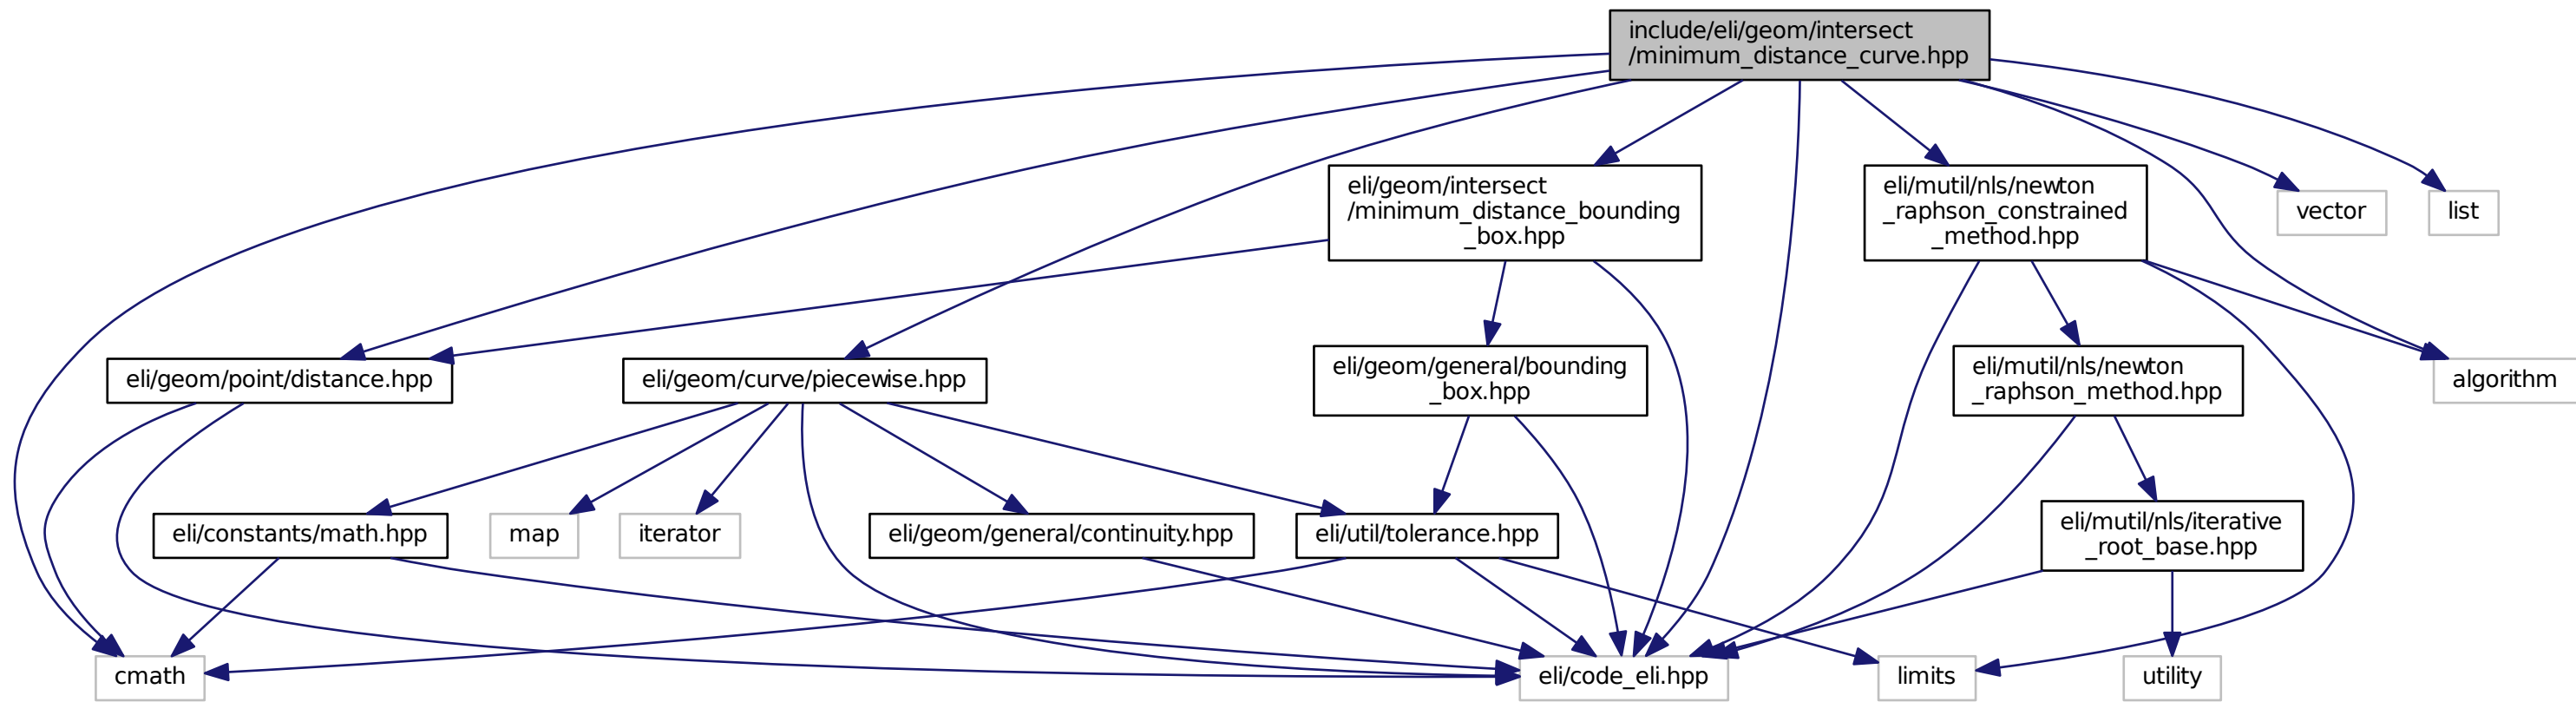 include/eli/geom/intersect
/minimum_distance_curve.hpp
eli/geom/intersect
/minimum_distance_bounding
_box.hpp
eli/mutil/nls/newton
_raphson_constrained
_method.hpp
vector
list
eli/geom/point/distance.hpp
eli/geom/curve/piecewise.hpp
eli/geom/general/bounding
_box.hpp
eli/mutil/nls/newton
_raphson_method.hpp
algorithm
eli/constants/math.hpp
map
iterator
eli/geom/general/continuity.hpp
eli/util/tolerance.hpp
eli/mutil/nls/iterative
_root_base.hpp
cmath
eli/code_eli.hpp
limits
utility